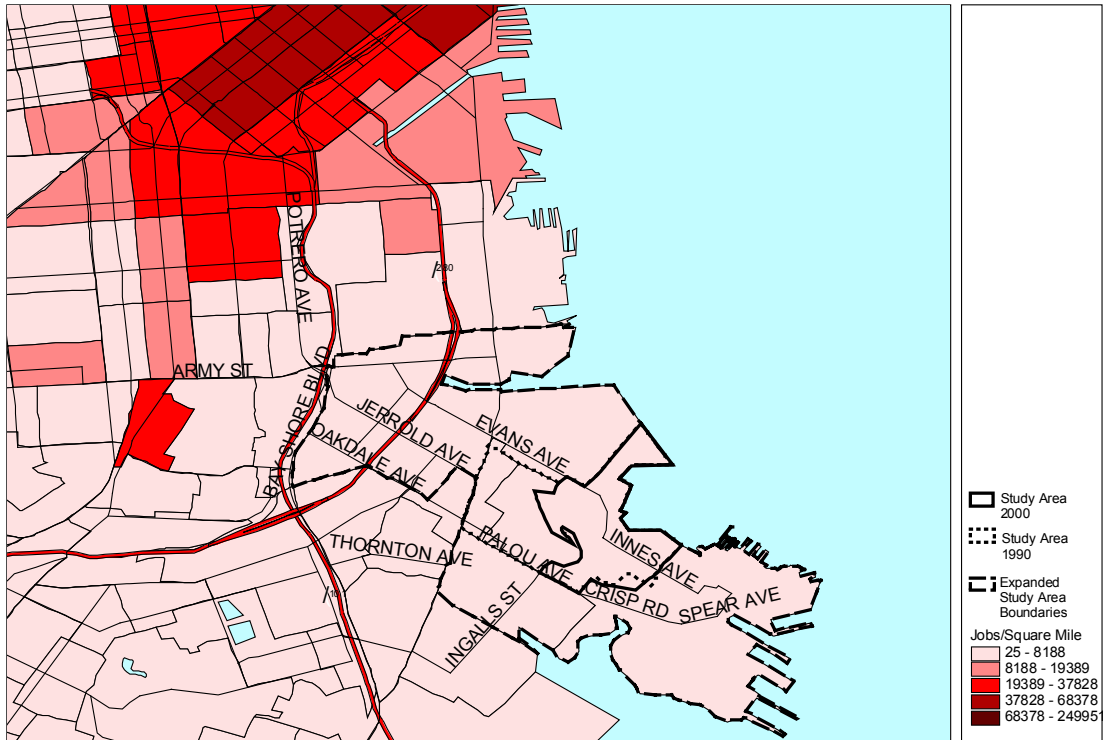 POTRERO AVE
280
ARMY ST
BAY SHORE BLVD
JERROLD AVE
EVANS AVE
OAKDALE AVE
THORNTON AVE
PALOU AVE
INNES AVE
CRISP RD
SPEAR AVE
INGALLS ST
Study Area
2000
Study Area
1990
Expanded
Study Area
Boundaries
Jobs/Square Mile
25 - 8188
8188 - 19389
19389 - 37828
37828 - 68378
68378 - 249951